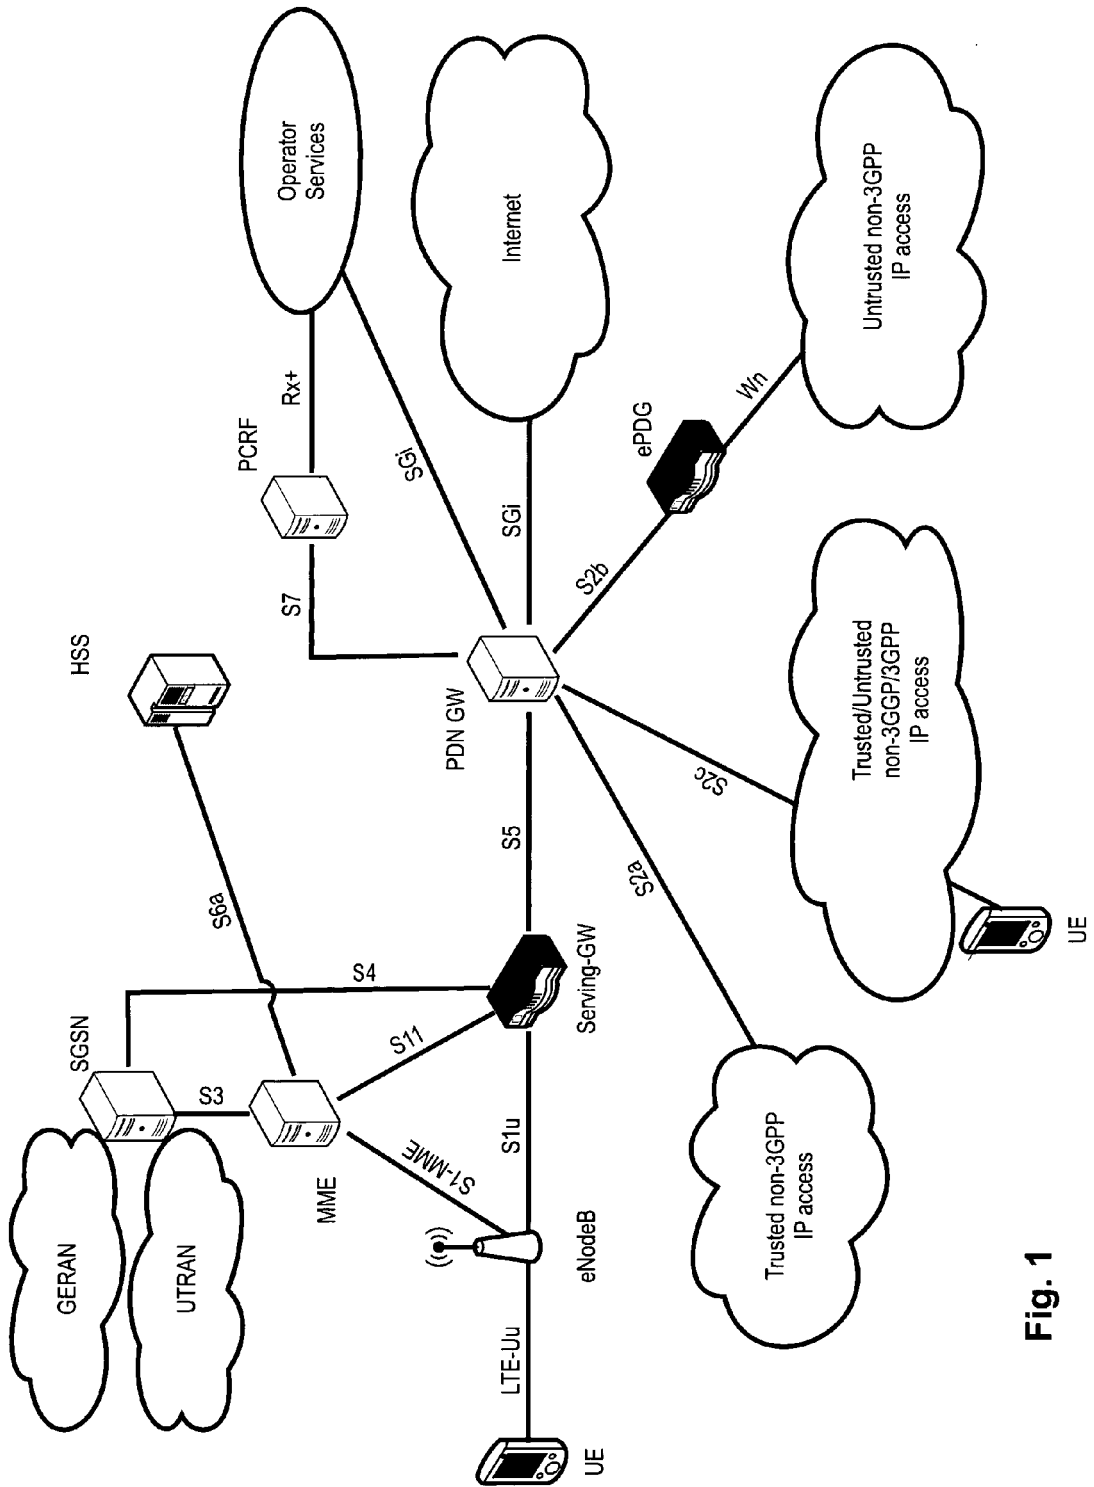 GERAN
UTRAN
SGSN
S3
MME
S6a
HSS
S4
S11
S1-MME
UE
LTE-Uu
eNodeB
S1u
Serving-GW
S5
PDN GW
S7
PCRF
Rx+
Operator
Services
SGi
SGi
Internet
S2b
ePDG
Wn
Untrusted non-3GPP
IP access
S2c
Trusted/Untrusted
non-3GGP/3GPP
IP access
UE
S2a
Trusted non-3GPP
IP access
Fig. 1